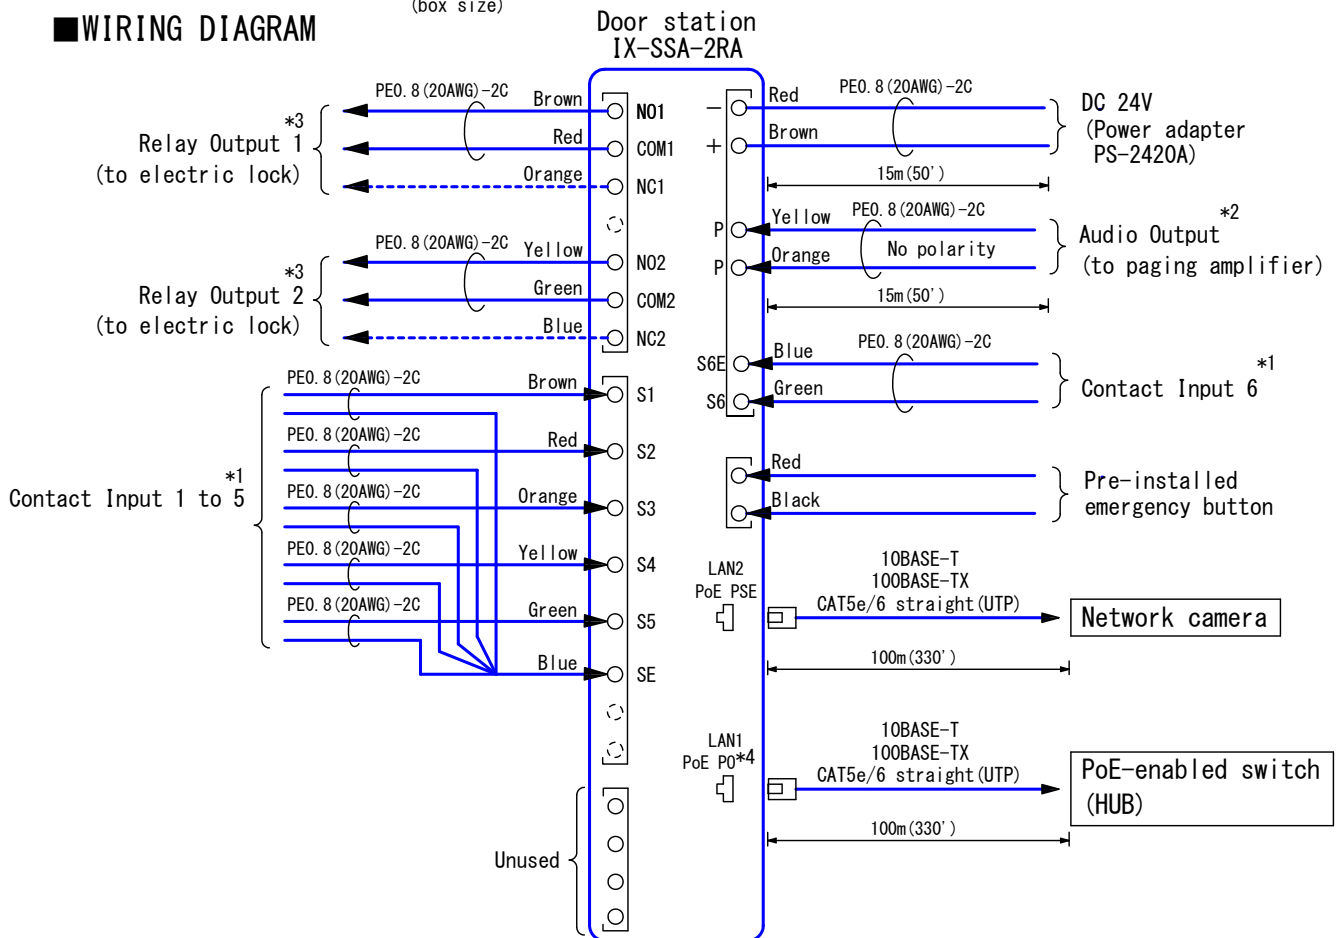 (box size)
■WIRING DIAGRAM
Door station
IX-SSA-2RA
PE0.8(20AWG)-2C
Brown
NO1
*3
Relay Output 1
(to electric lock)
Red
COM1
Orange
NC1
PE0.8(20AWG)-2C
Yellow
NO2
*3
Relay Output 2
(to electric lock)
Green
COM2
Blue
NC2
PE0.8(20AWG)-2C
Brown
S1
PE0.8(20AWG)-2C
Red
S2
*1
Contact Input 1 to 5
PE0.8(20AWG)-2C
Orange
S3
PE0.8(20AWG)-2C
Yellow
S4
PE0.8(20AWG)-2C
Green
S5
Blue
SE
Unused
−
Red
PE0.8(20AWG)-2C
+
Brown
DC 24V
(Power adapter
PS-2420A)
15m(50')
P
Yellow
PE0.8(20AWG)-2C
No polarity
P
Orange
*2
Audio Output
(to paging amplifier)
15m(50')
S6E
Blue
PE0.8(20AWG)-2C
S6
Green
*1
Contact Input 6
Red
Black
Pre-installed
emergency button
LAN2
PoE PSE
10BASE-T
100BASE-TX
CAT5e/6 straight(UTP)
Network camera
100m(330')
LAN1
PoE PO*4
10BASE-T
100BASE-TX
CAT5e/6 straight(UTP)
PoE-enabled switch
(HUB)
100m(330')